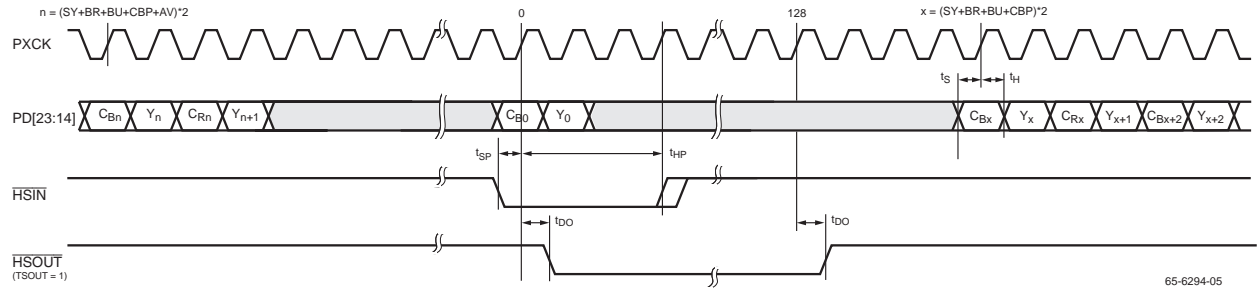 n = (SY+BR+BU+CBP+AV)*2
0
128
x = (SY+BR+BU+CBP)*2
PXCK
tS
tH
PD[23:14]
CBn
Yn
CRn
Yn+1
CB0
Y0
CBx
Yx
CRx
Yx+1
CBx+2
Yx+2
tSP
tHP
HSIN
tDO
tDO
HSOUT
(TSOUT = 1)
65-6294-05